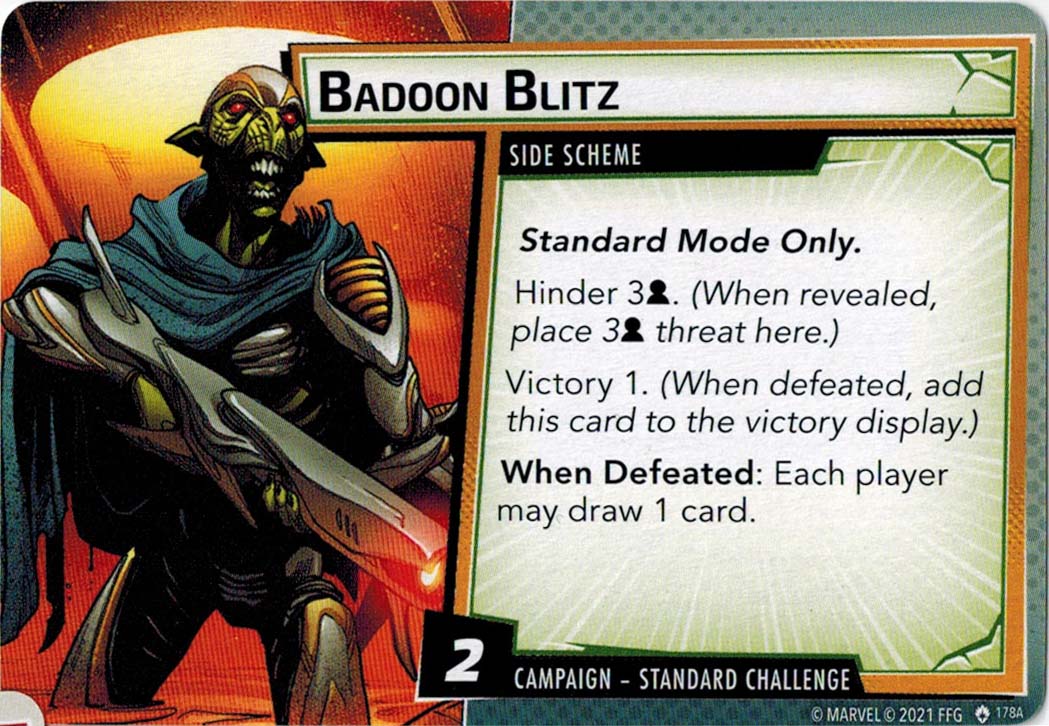 BADOON BLITZ
SIDE SCHEME
Standard Mode Only.
Hinder 3. (When revealed,
place 3 threat here.)
Victory 1. (When defeated, add
this card to the victory display.)
When Defeated: Each player
may draw 1 card.
2
CAMPAIGN – STANDARD CHALLENGE
© MARVEL © 2021 FFG 178A